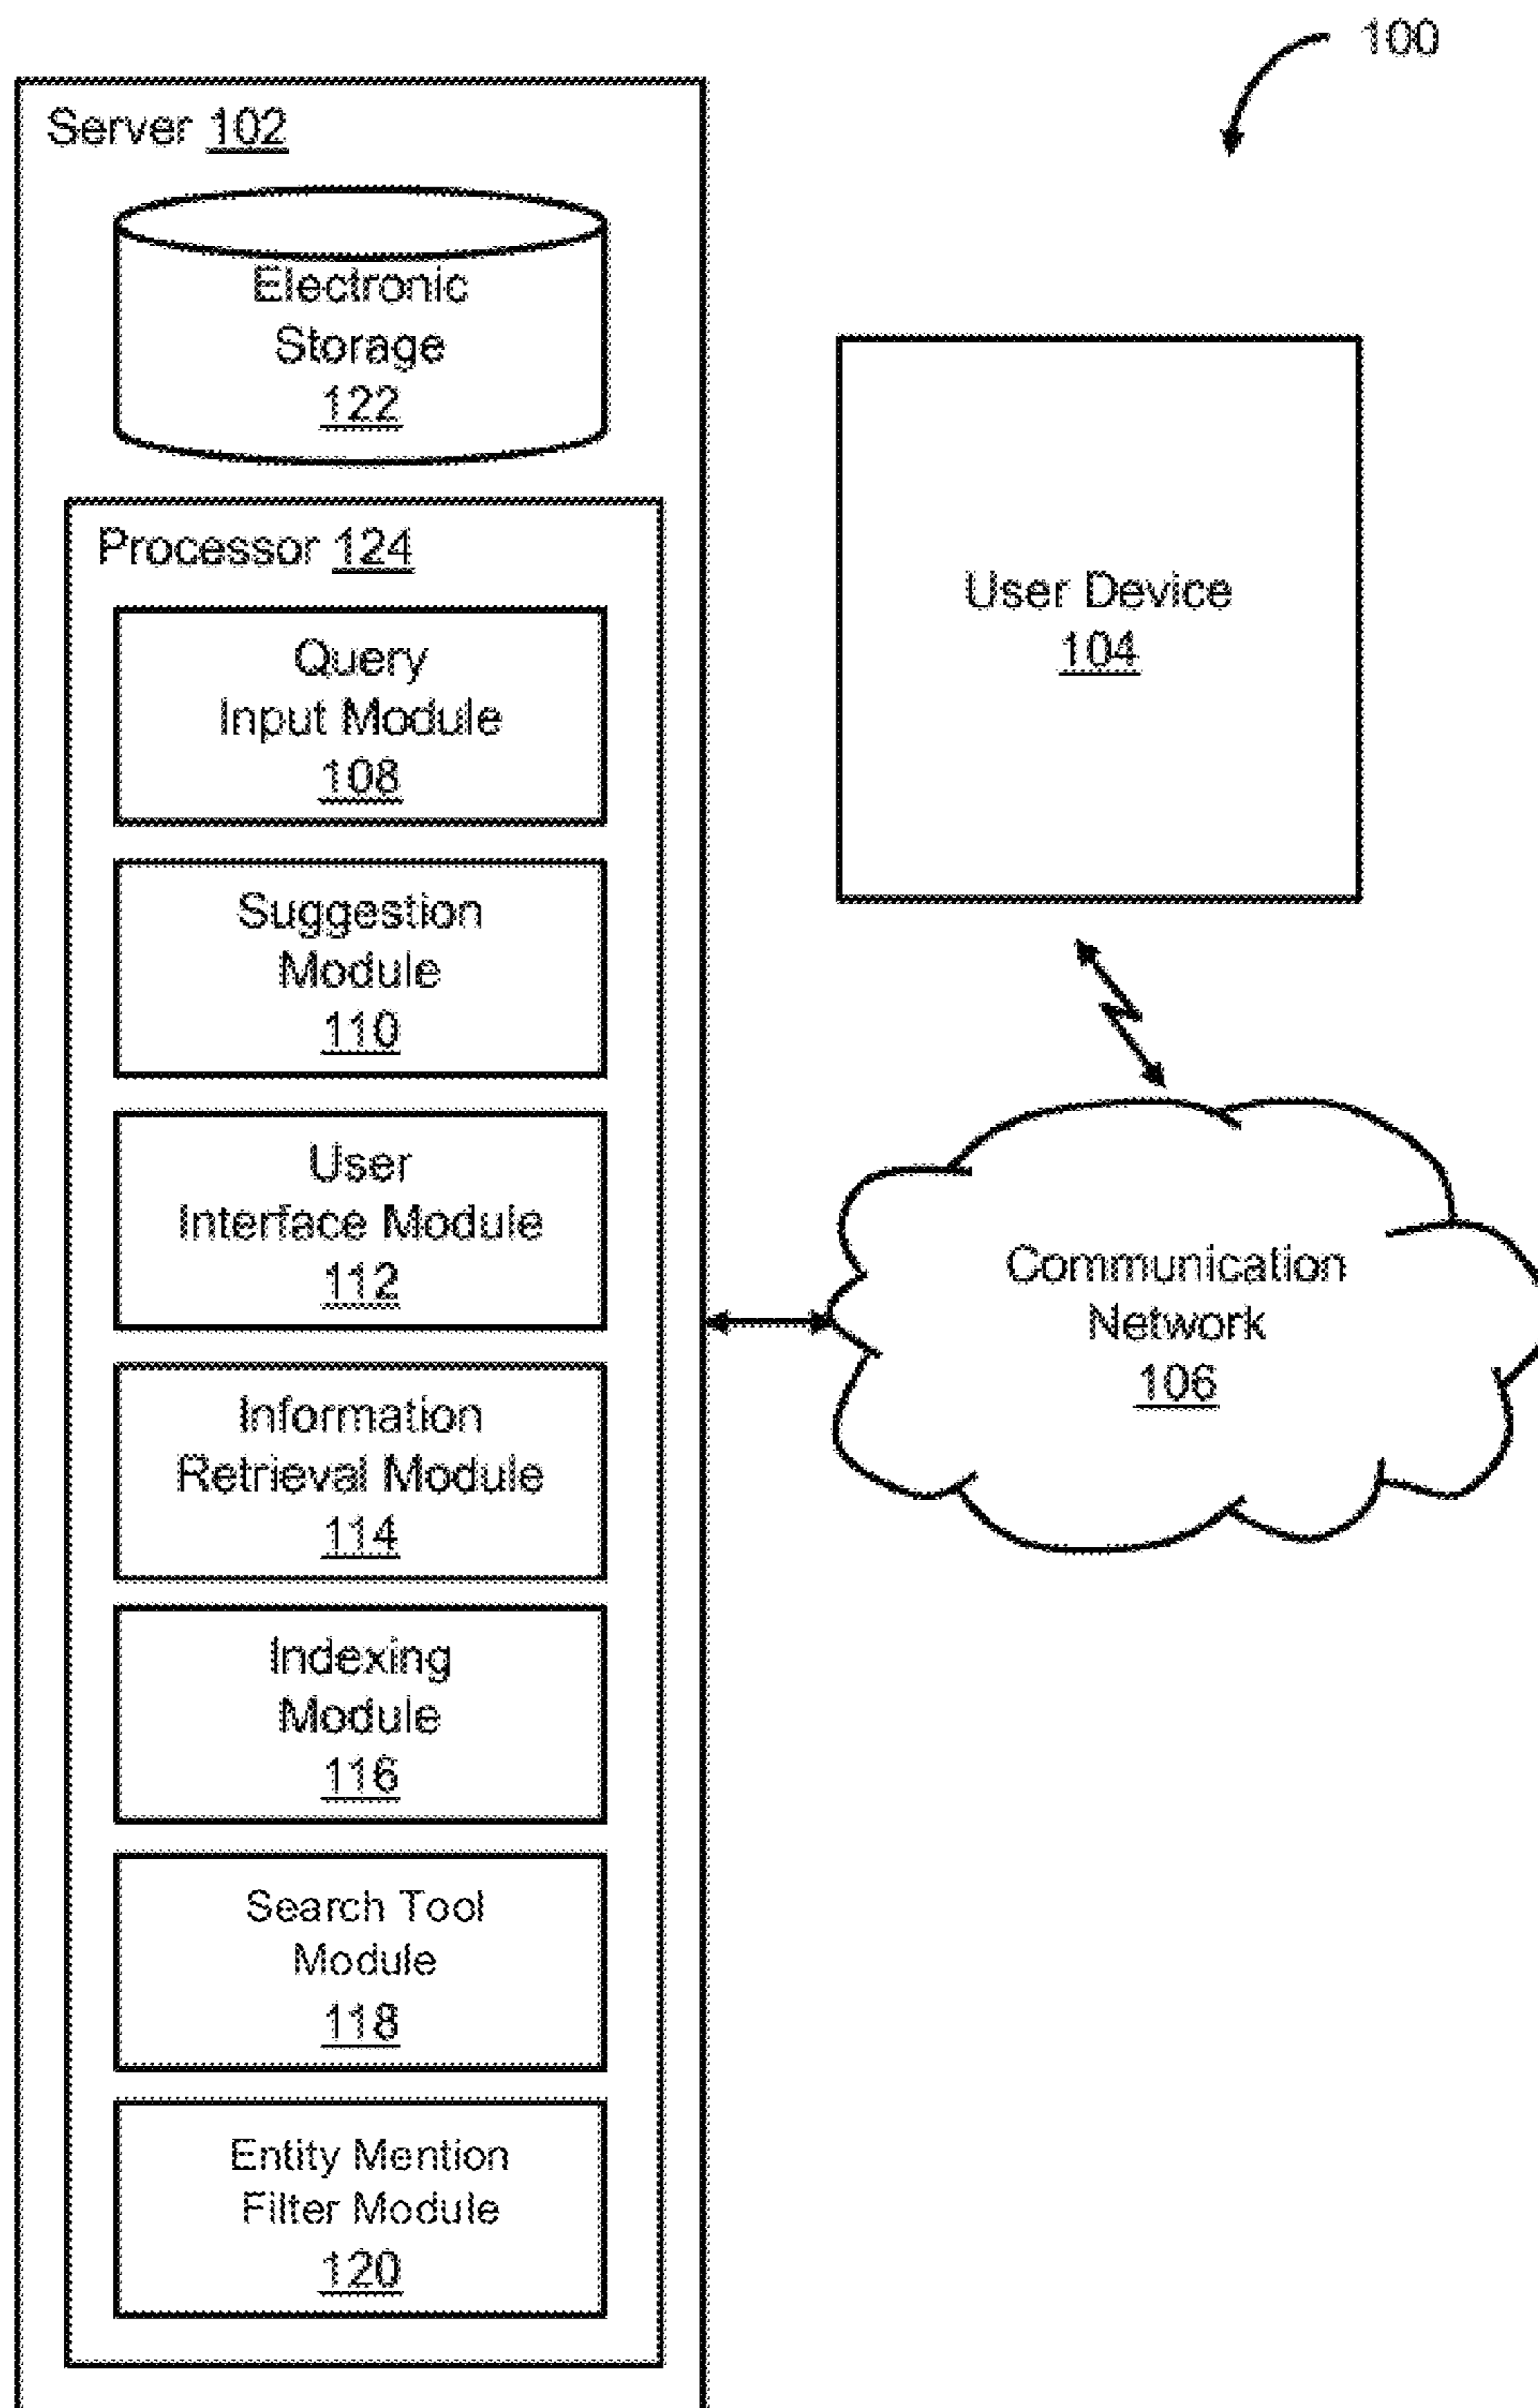 100
Server 102
Electronic
Storage
122
Processor 124
Query
Input Module
108
Suggestion
Module
110
User
Interface Module
112
Information
Retrieval Module
114
Indexing
Module
116
Search Tool
Module
118
Entity Mention
Filter Module
120
User Device
104
Communication
Network
106